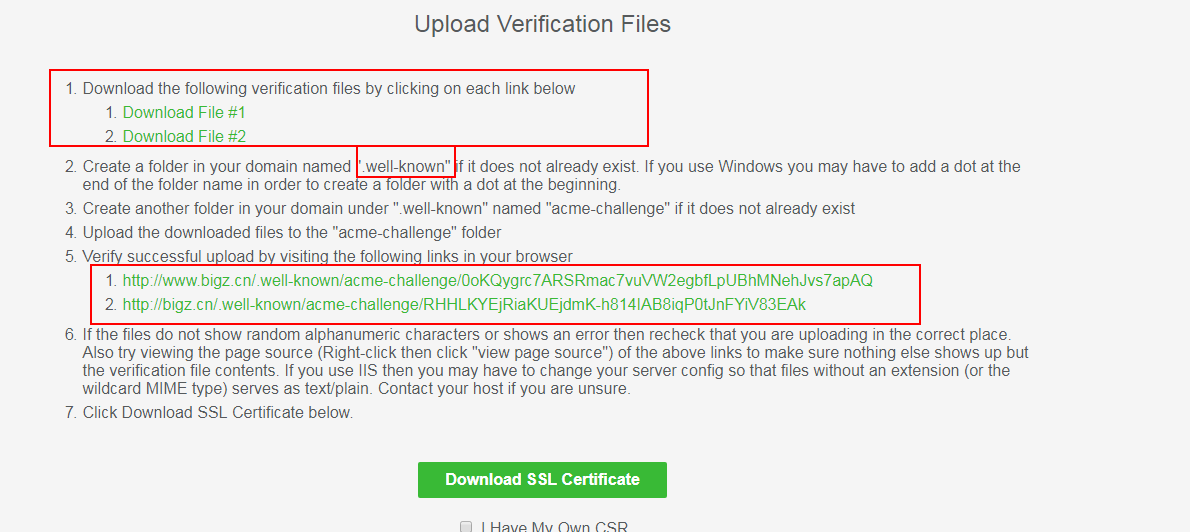 Upload Verification Files
1. Download the following verification files by clicking on each link below
1. Download File #1
2. Download File #2
2. Create a folder in your domain named ".well-known" if it does not already exist. If you use Windows you may have to add a dot at the
end of the folder name in order to create a folder with a dot at the beginning.
3. Create another folder in your domain under ".well-known" named "acme-challenge" if it does not already exist
4. Upload the downloaded files to the "acme-challenge" folder
5. Verify successful upload by visiting the following links in your browser
1. http://www.bigz.cn/.well-known/acme-challenge/0oKQygrc7ARSRmac7vuVW2egbfLpUBhMNehJvs7apAQ
2. http://bigz.cn/.well-known/acme-challenge/RHHLKYEjRiaKUEjdmK-h814IAB8iqP0tJnFYiV83EAk
6. If the files do not show random alphanumeric characters or shows an error then recheck that you are uploading in the correct place.
Also try viewing the page source (Right-click then click "view page source") of the above links to make sure nothing else shows up but
the verification file contents. If you use IIS then you may have to change your server config so that files without an extension (or the
wildcard MIME type) serves as text/plain. Contact your host if you are unsure.
7. Click Download SSL Certificate below.
Download SSL Certificate
I Have My Own CSR